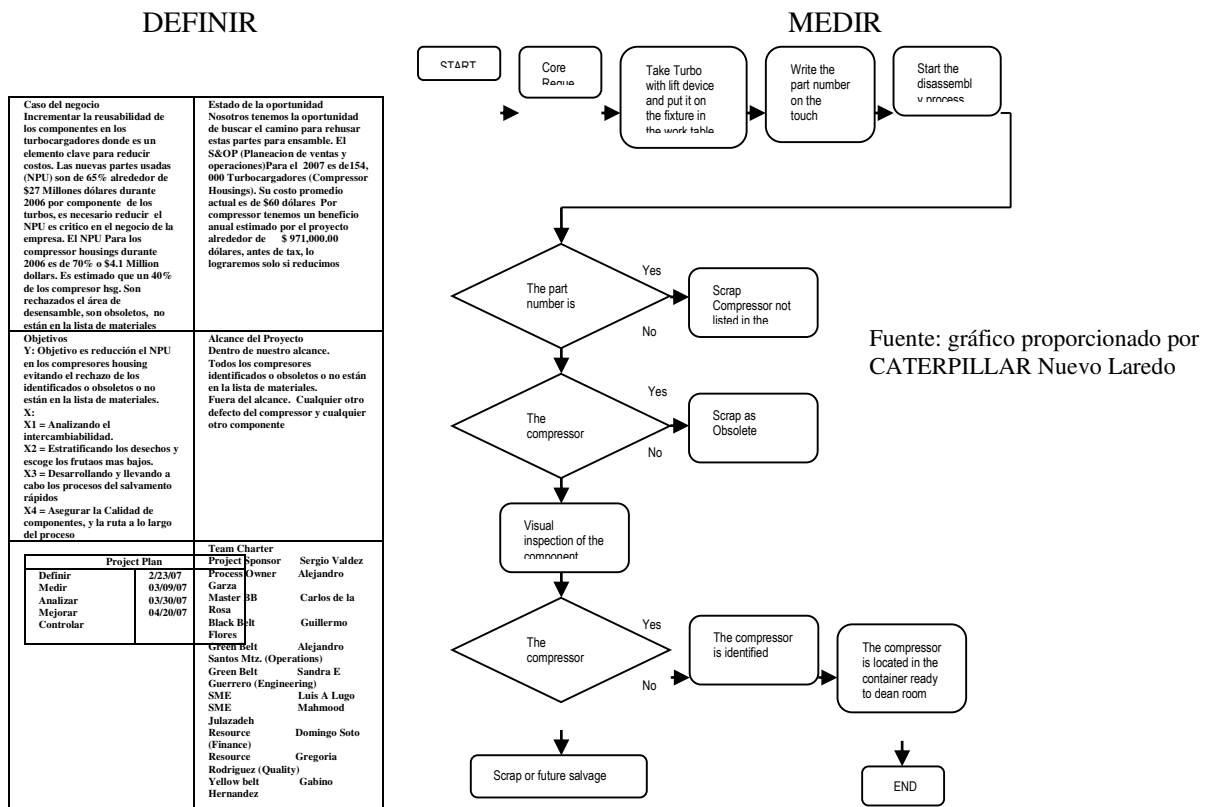 DEFINIR
Caso del negocio
Incrementar la reusabilidad de
los componentes en los
turbocargadores donde es un
elemento clave para reducir
costos. Las nuevas partes usadas
(NPU) son de 65% alrededor de
$27 Millones dólares durante
2006 por componente de los
turbos, es necesario reducir el
NPU es critico en el negocio de la
empresa. El NPU Para los
compressor housings durante
2006 es de 70% o $4.1 Million
dollars. Es estimado que un 40%
de los compresor hsg. Son
rechazados el área de
desensamble, son obsoletos, no
están en la lista de materiales
Estado de la oportunidad
Nosotros tenemos la oportunidad
de buscar el camino para rehusar
estas partes para ensamble. El
S&OP (Planeacion de ventas y
operaciones)Para el 2007 es de154,
000 Turbocargadores (Compressor
Housings). Su costo promedio
actual es de $60 dólares Por
compressor tenemos un beneficio
anual estimado por el proyecto
alrededor de $ 971,000.00
dólares, antes de tax, lo
lograremos solo si reducimos
Objetivos
Y: Objetivo es reducción el NPU
en los compresores housing
evitando el rechazo de los
identificados o obsoletos o no
están en la lista de materiales.
X:
X1 = Analizando el
intercambiabilidad.
X2 = Estratificando los desechos y
escoge los frutaos mas bajos.
X3 = Desarrollando y llevando a
cabo los procesos del salvamento
rápidos
X4 = Asegurar la Calidad de
componentes, y la ruta a lo largo
del proceso
Alcance del Proyecto
Dentro de nuestro alcance.
Todos los compresores
identificados o obsoletos o no están
en la lista de materiales.
Fuera del alcance. Cualquier otro
defecto del compressor y cualquier
otro componente
Project Plan
Definir 2/23/07
Medir 03/09/07
Analizar 03/30/07
Mejorar 04/20/07
Controlar
Team Charter
Project Sponsor Sergio Valdez
Process Owner Alejandro
Garza
Master BB Carlos de la
Rosa
Black Belt Guillermo
Flores
Green Belt Alejandro
Santos Mtz. (Operations)
Green Belt Sandra E
Guerrero (Engineering)
SME Luis A Lugo
SME Mahmood
Julazadeh
Resource Domingo Soto
(Finance)
Resource Gregoria
Rodriguez (Quality)
Yellow belt Gabino
Hernandez
MEDIR
START
Core
Reque
Take Turbo
with lift device
and put it on
the fixture in
the work table
Write the
part number
on the
touch
Start the
disassembl
y process
The part
number is
Yes
No
Scrap
Compressor not
listed in the
The
compressor
Yes
No
Scrap as
Obsolete
Visual
inspection of the
component
The
compressor
Yes
No
The compressor
is identified
The compressor
is located in the
container ready
to dean room
Scrap or future salvage
END
Fuente: gráfico proporcionado por
CATERPILLAR Nuevo Laredo